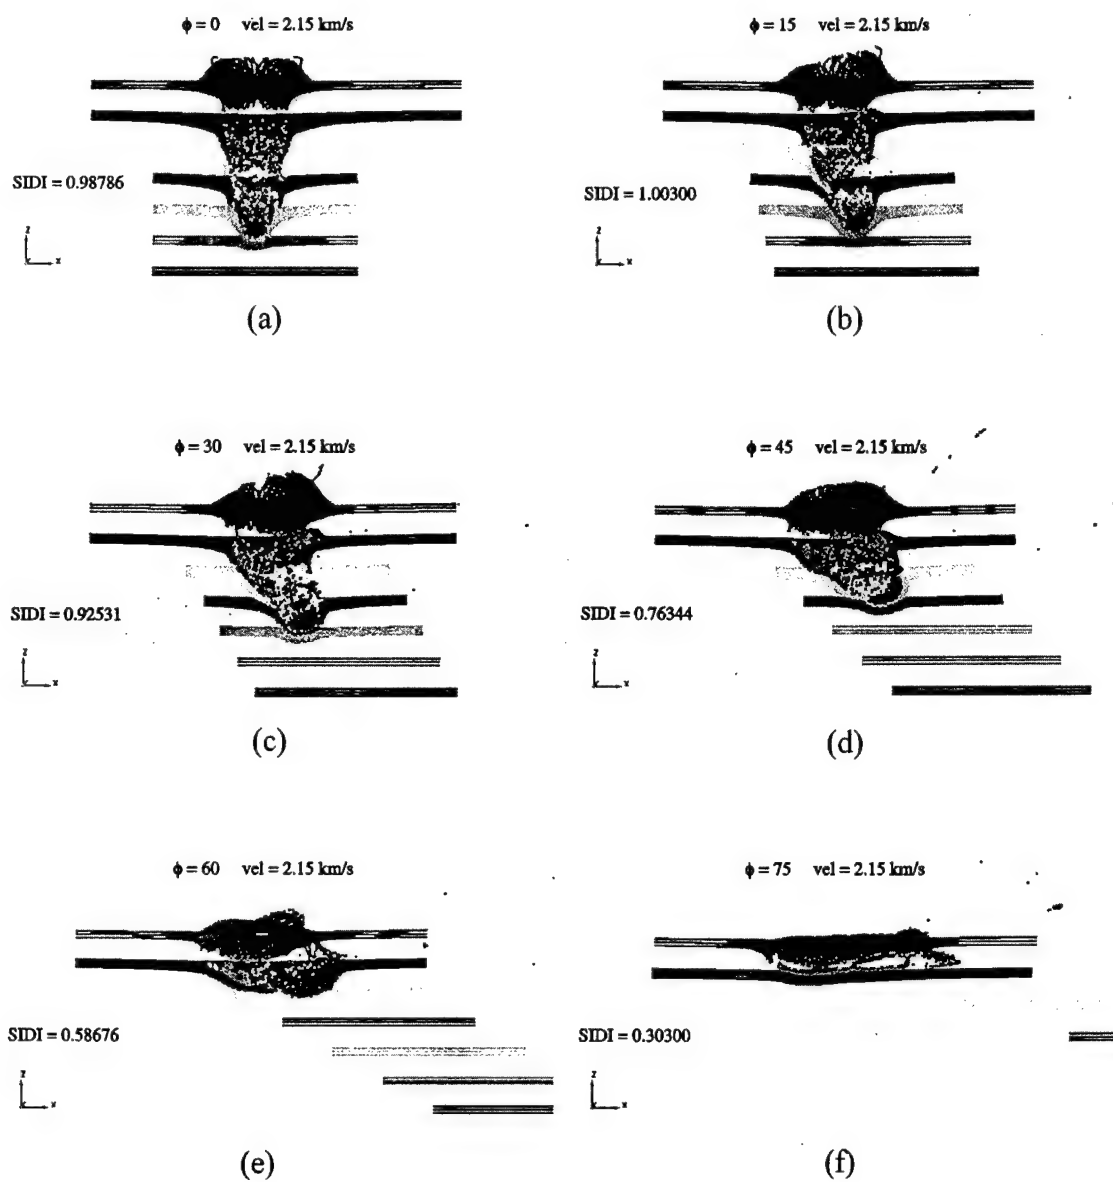 ϕ = 0 vel = 2.15 km/s
SIDI = 0.98786
z
x
(a)
ϕ = 15 vel = 2.15 km/s
SIDI = 1.00300
z
x
(b)
ϕ = 30 vel = 2.15 km/s
SIDI = 0.92531
z
x
(c)
ϕ = 45 vel = 2.15 km/s
SIDI = 0.76344
z
x
(d)
ϕ = 60 vel = 2.15 km/s
SIDI = 0.58676
z
x
(e)
ϕ = 75 vel = 2.15 km/s
SIDI = 0.30300
z
x
(f)